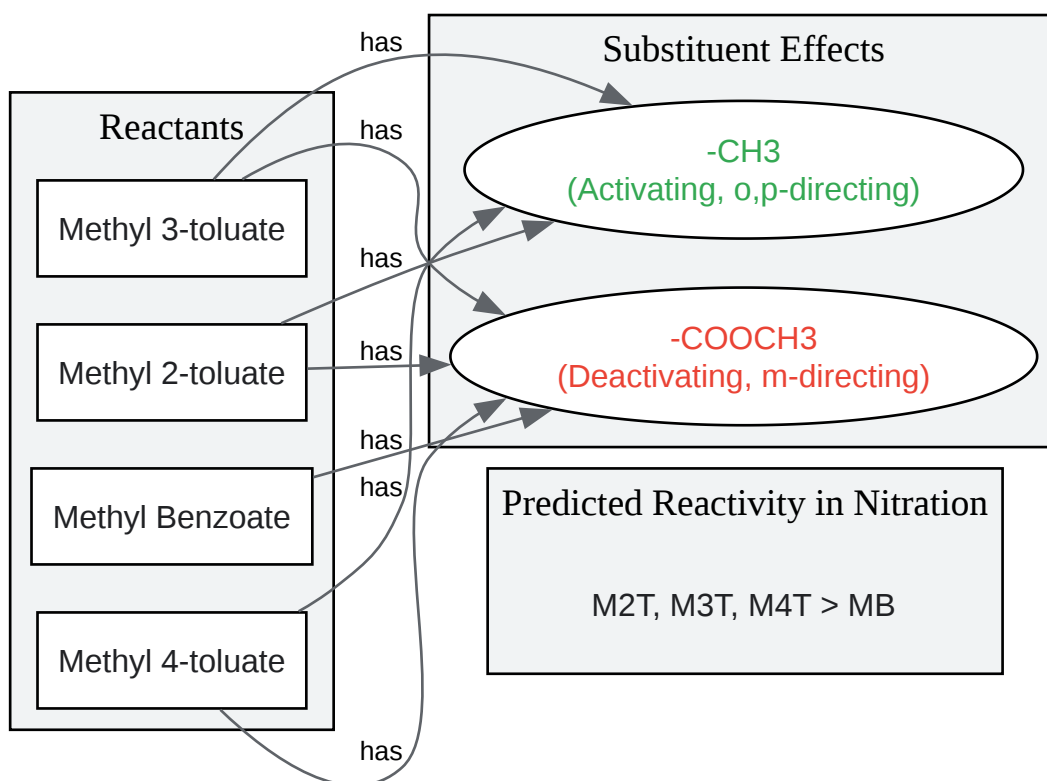 has
Substituent Effects
Reactants
has
-CH3
(Activating, o,p-directing)
Methyl 3-toluate
has
Methyl 2-toluate
has
-COOCH3
(Deactivating, m-directing)
has
has
Methyl Benzoate
Predicted Reactivity in Nitration
M2T, M3T, M4T > MB
Methyl 4-toluate
has